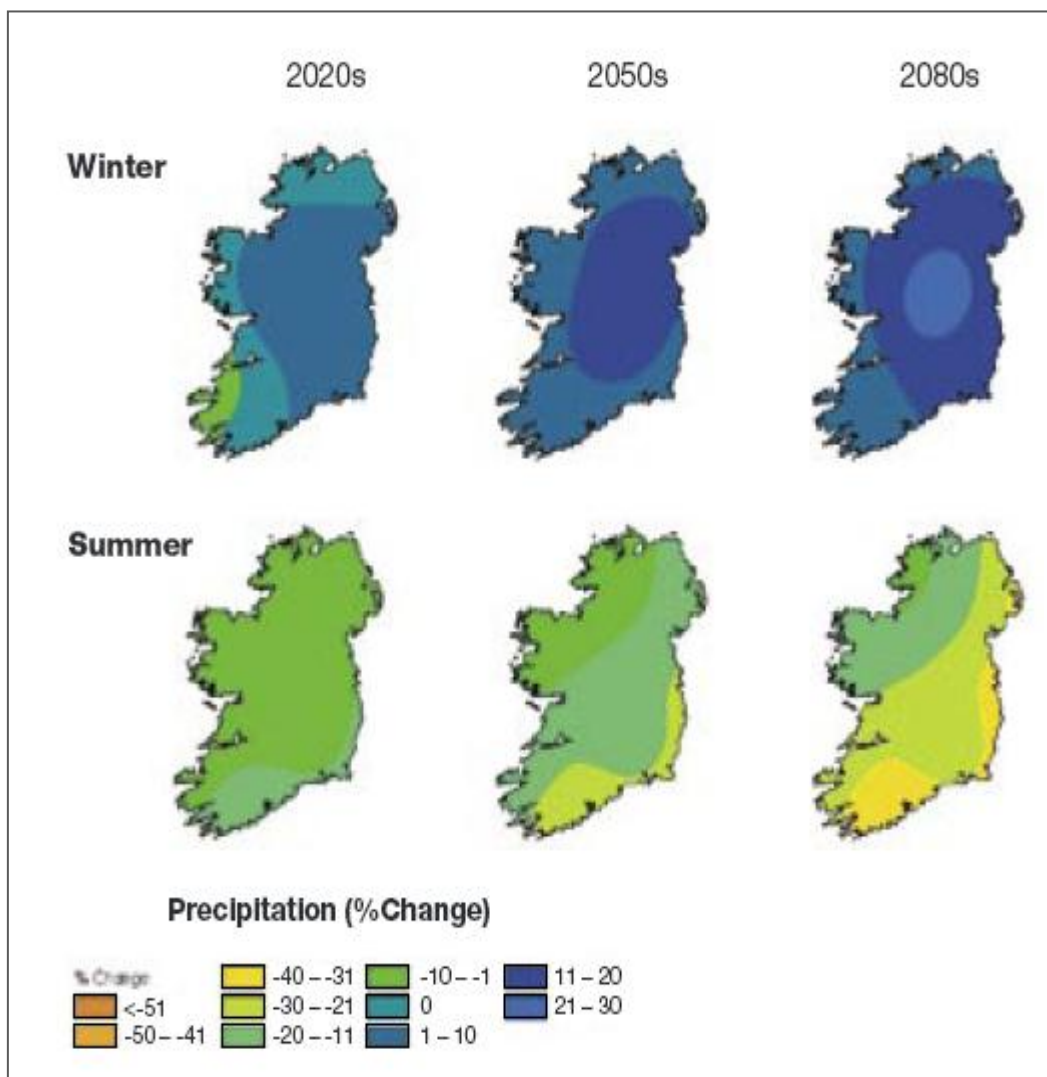 2020s 2050s 2080s
Winter
Summer
Precipitation (%Change)
% Change
<-51
-50 – -41
-40 – -31
-30 – -21
-20 – -11
-10 – -1
0
1 – 10
11 – 20
21 – 30